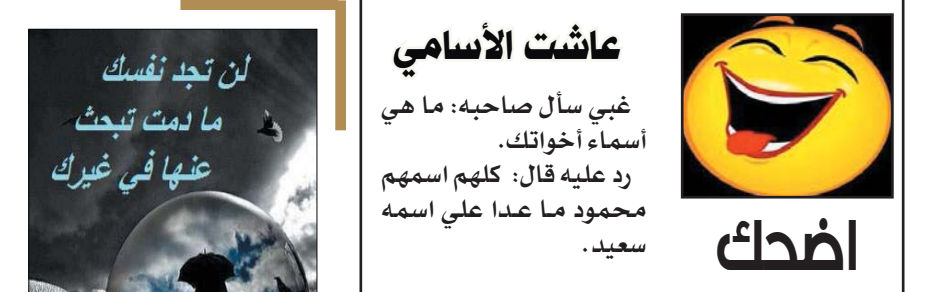 اضحك
عاشت الأسامي
غبي سأل صاحبه: ما هي
أسماء أخواتك.
رد عليه قال: كلهم اسمهم
محمود ما عدا علي اسمه
سعيد.
لن تجد نفسك
ما دمت تبحث
عنها في غيرك